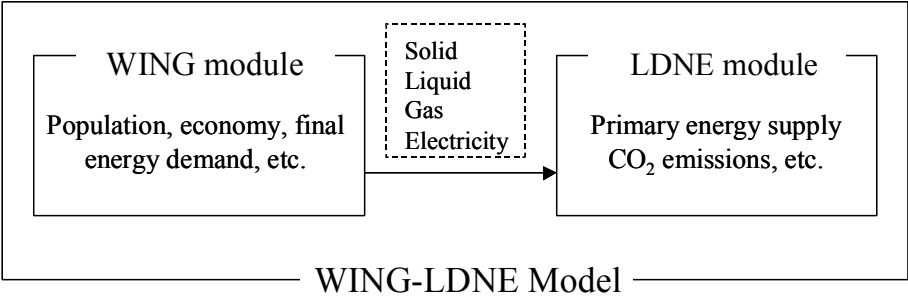 WING module
Population, economy, final
energy demand, etc.
Solid
Liquid
Gas
Electricity
LDNE module
Primary energy supply
CO₂ emissions, etc.
WING-LDNE Model